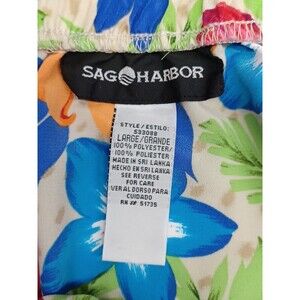 SAG HARBOR
STYLE/ESTILO:
533088
LARGE/GRANDE
100% POLYESTER
100% POLIESTER
MADE IN SRI LANKA
HECHO EN SRI LANKA
SEE REVERSE
FOR CARE
VER AL DORSO PARA
CUIDADO
RN ## 51735